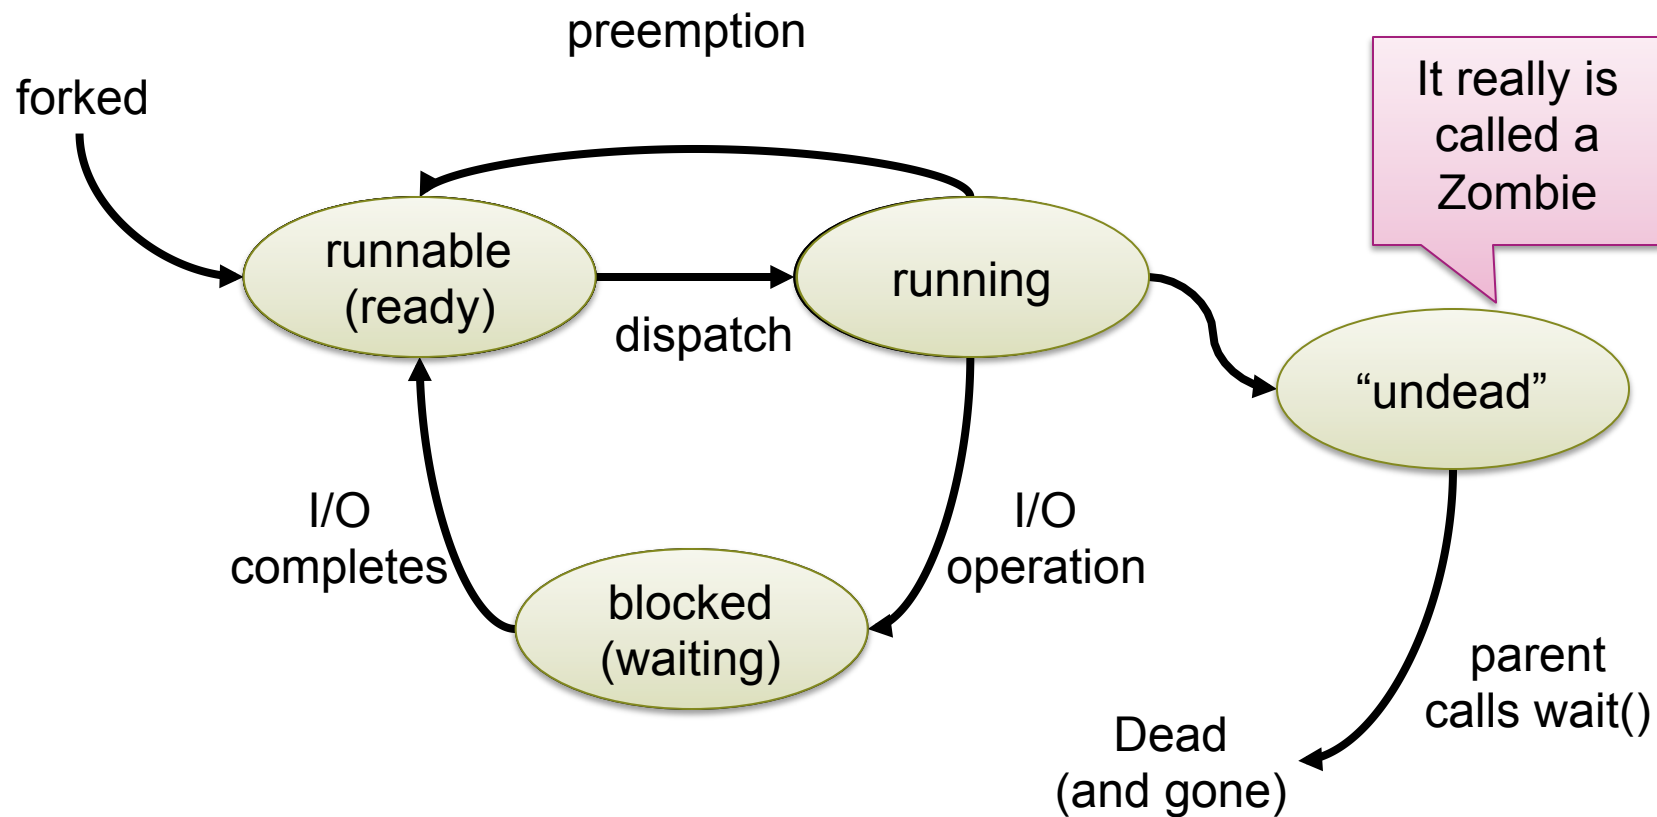 preemption
forked
It really is
called a
Zombie
runnable
(ready)
running
dispatch
“undead”
I/O
completes
I/O
operation
blocked
(waiting)
parent
calls wait()
Dead
(and gone)